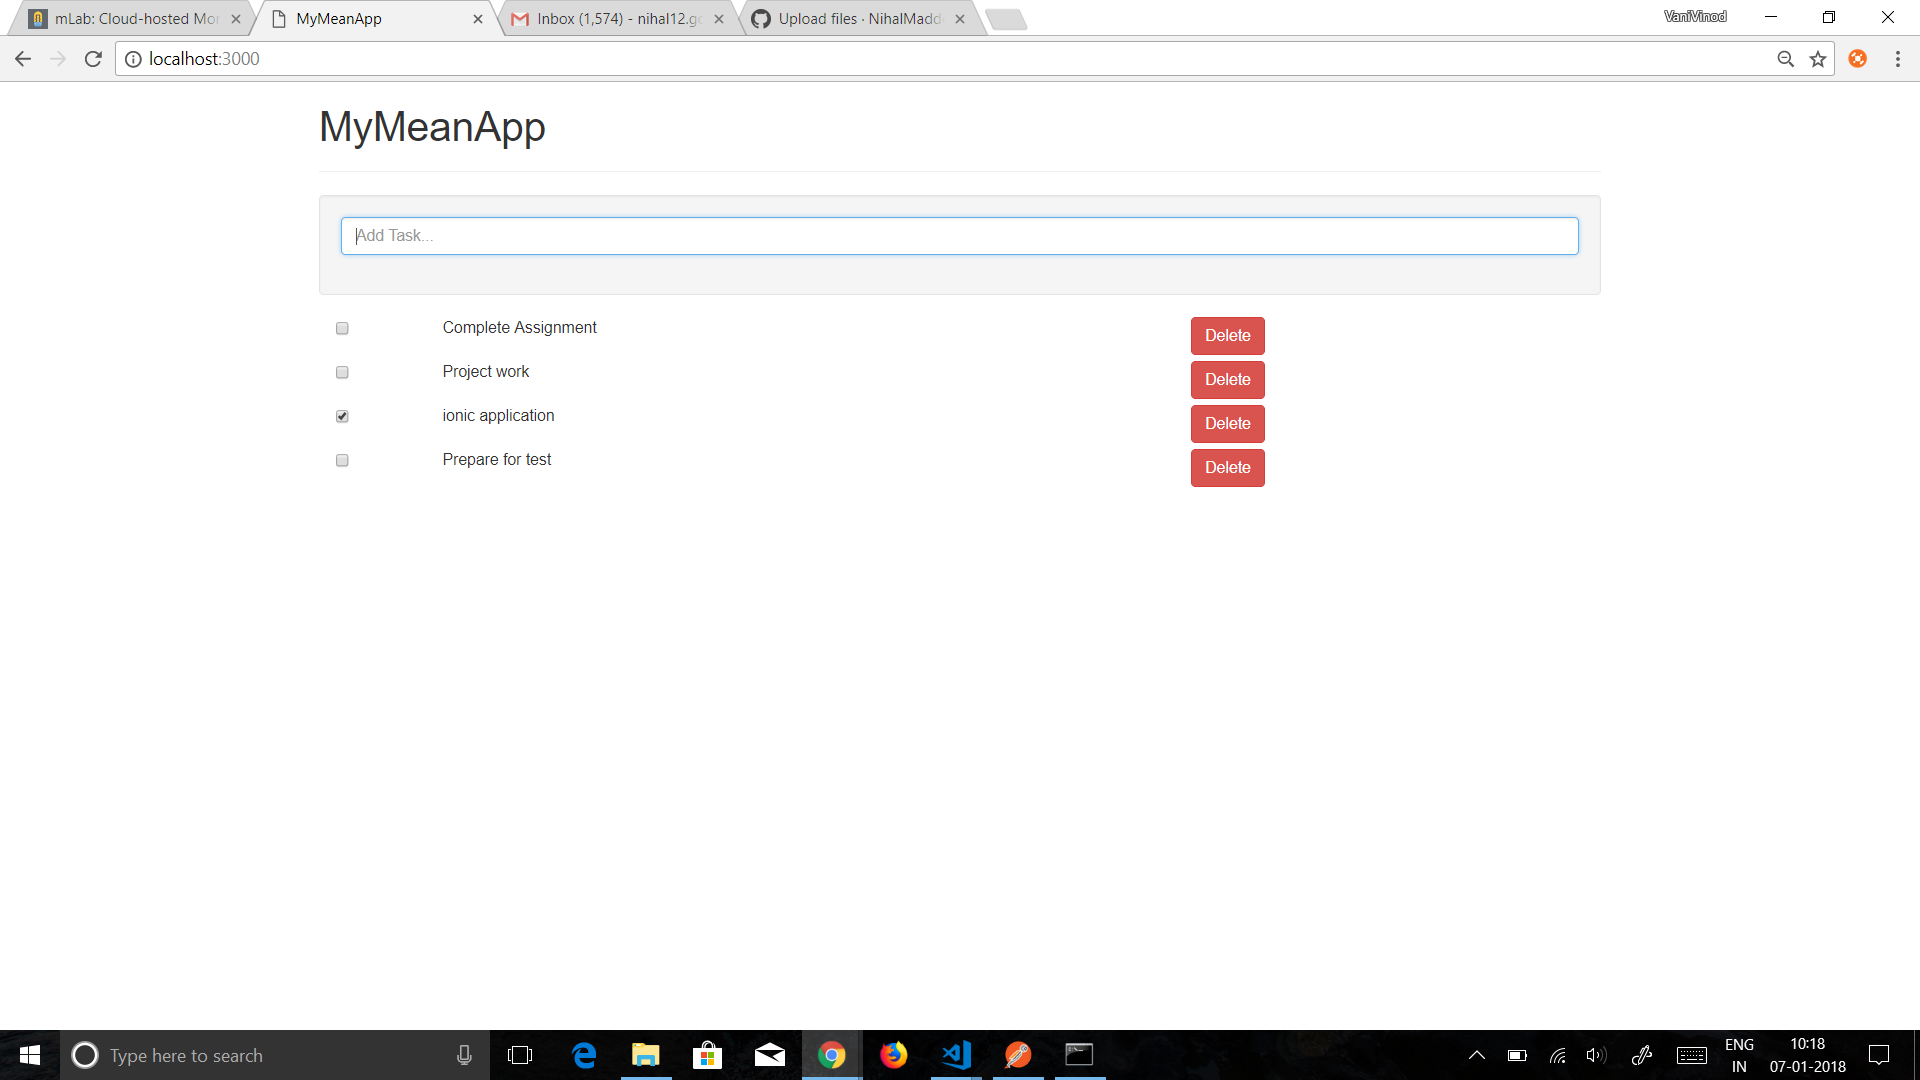 mLab: Cloud-hosted Mon
MyMeanApp
Inbox (1,574) - nihal12.go
Upload files · NihalMadd
VaniVinod
localhost:3000
MyMeanApp
Add Task...
Complete Assignment Delete
Project work Delete
ionic application Delete
Prepare for test Delete
Type here to search
ENG
IN
10:18
07-01-2018